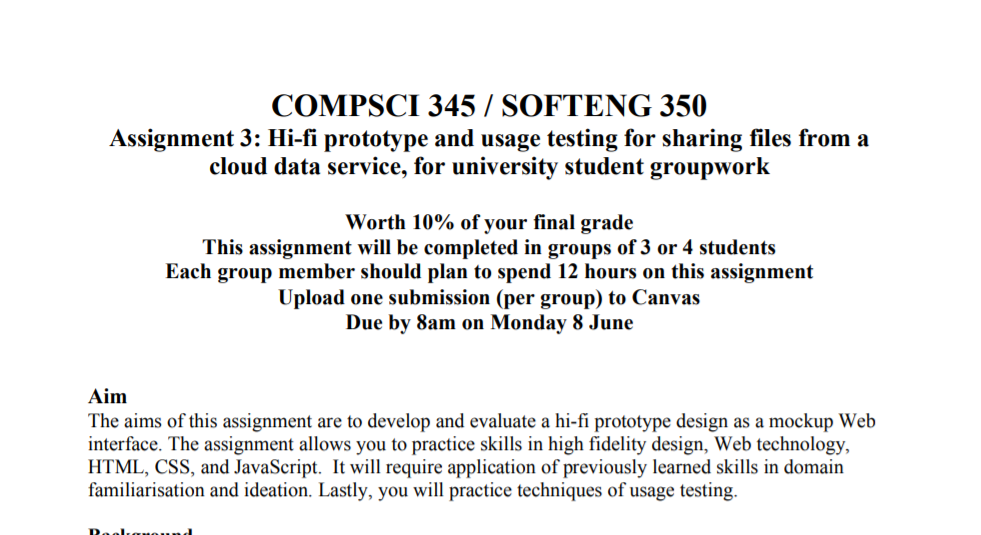 COMPSCI 345 / SOFTENG 350
Assignment 3: Hi-fi prototype and usage testing for sharing files from a
cloud data service, for university student groupwork
Worth 10% of your final grade
This assignment will be completed in groups of 3 or 4 students
Each group member should plan to spend 12 hours on this assignment
Upload one submission (per group) to Canvas
Due by 8am on Monday 8 June
Aim
The aims of this assignment are to develop and evaluate a hi-fi prototype design as a mockup Web
interface. The assignment allows you to practice skills in high fidelity design, Web technology,
HTML, CSS, and JavaScript.  It will require application of previously learned skills in domain
familiarisation and ideation. Lastly, you will practice techniques of usage testing.
Background